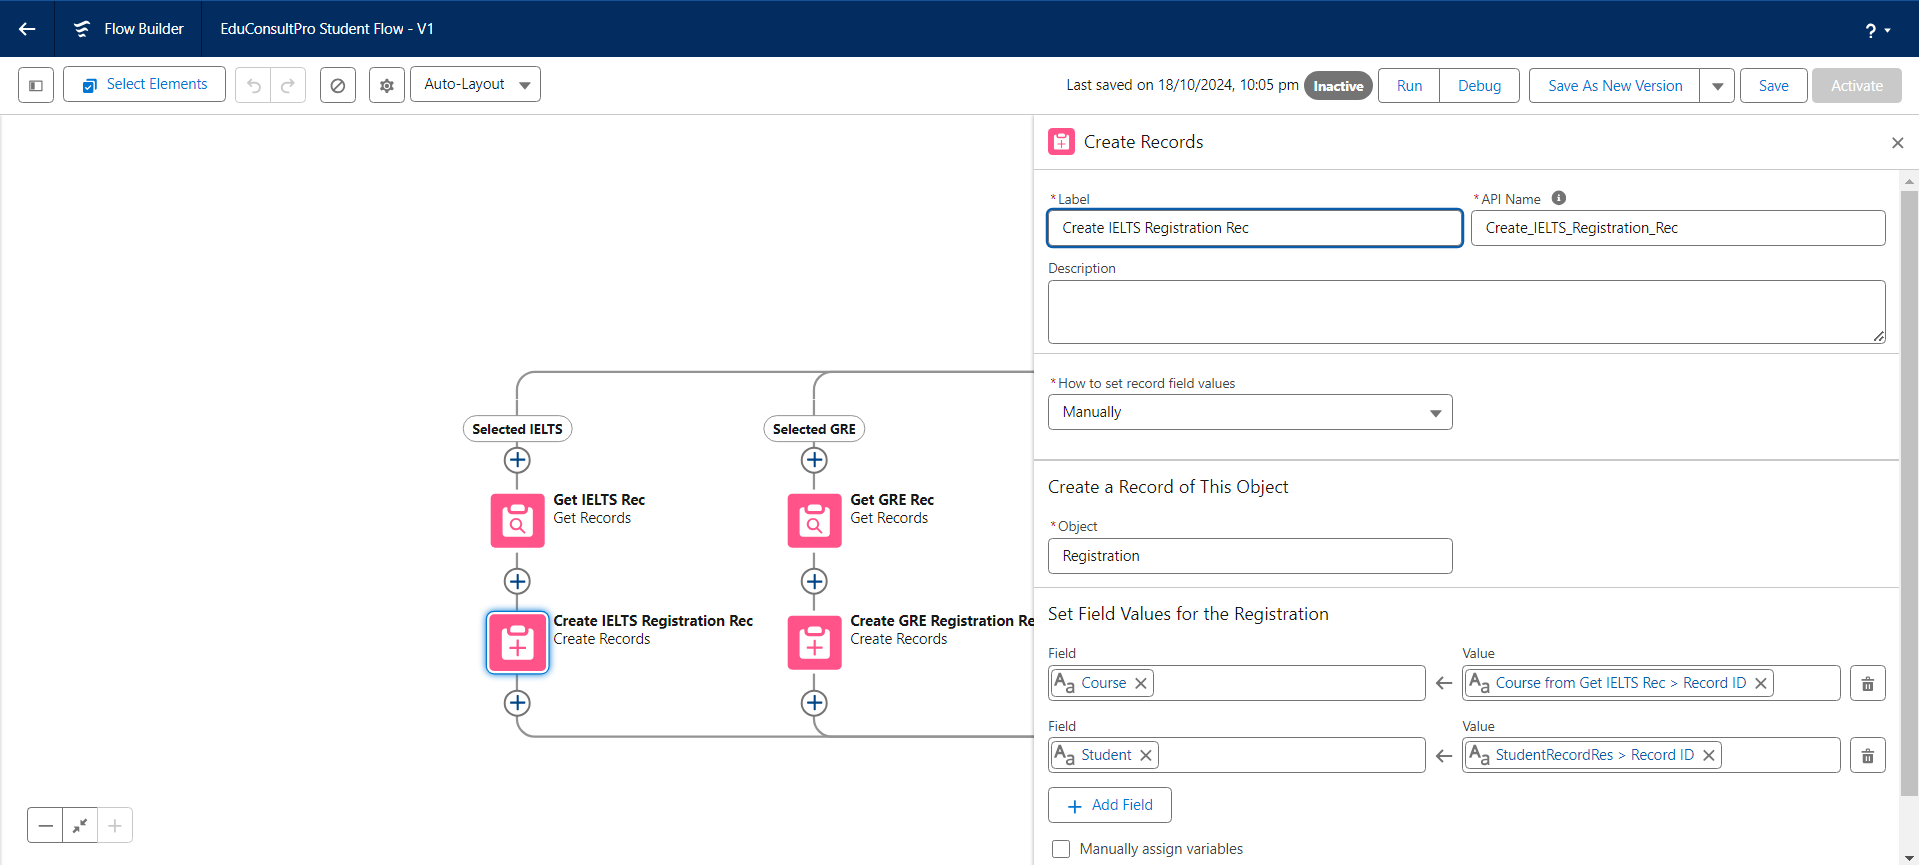 Flow Builder
EduConsultPro Student Flow - V1
?
Select Elements
Auto-Layout
Last saved on 18/10/2024, 10:05 pm
Inactive
Run
Debug
Save As New Version
Save
Activate
Create Records
*Label
*API Name
Create IELTS Registration Rec
Create_IELTS_Registration_Rec
Description
*How to set record field values
Manually
Create a Record of This Object
*Object
Registration
Set Field Values for the Registration
Field
Value
Aa Course
Aa Course from Get IELTS Rec > Record ID
Field
Value
Aa Student
Aa StudentRecordRes > Record ID
+ Add Field
Manually assign variables
Selected IELTS
Selected GRE
Get IELTS Rec
Get Records
Get GRE Rec
Get Records
Create IELTS Registration Rec
Create Records
Create GRE Registration Re
Create Records